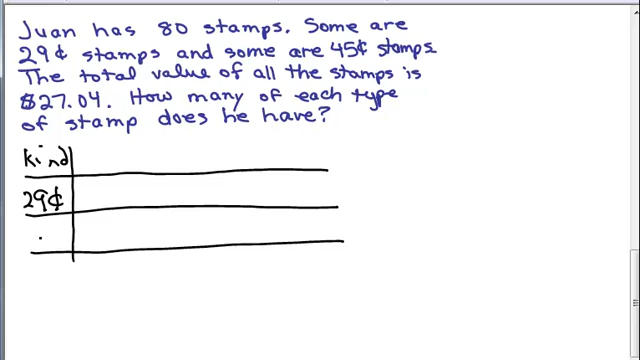 Juan has 80 stamps. Some are
29¢ stamps and some are 45¢ stamps.
The total value of all the stamps is
$27.04. How many of each type
of stamp does he have?
kind
29¢